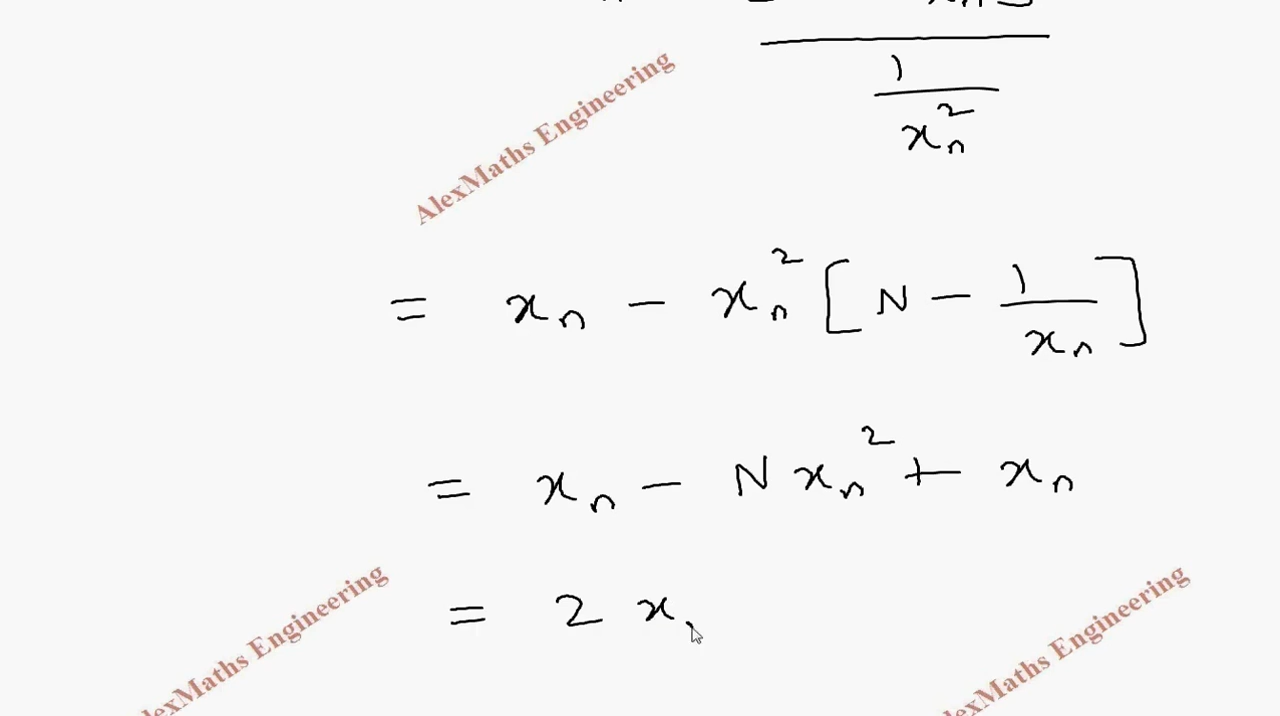 AlexMaths Engineering
1
x_n^2
= x_n − x_n^2 [ N − 1/x_n ]
= x_n − N x_n^2 + x_n
= 2 x
AlexMaths Engineering
AlexMaths Engineering